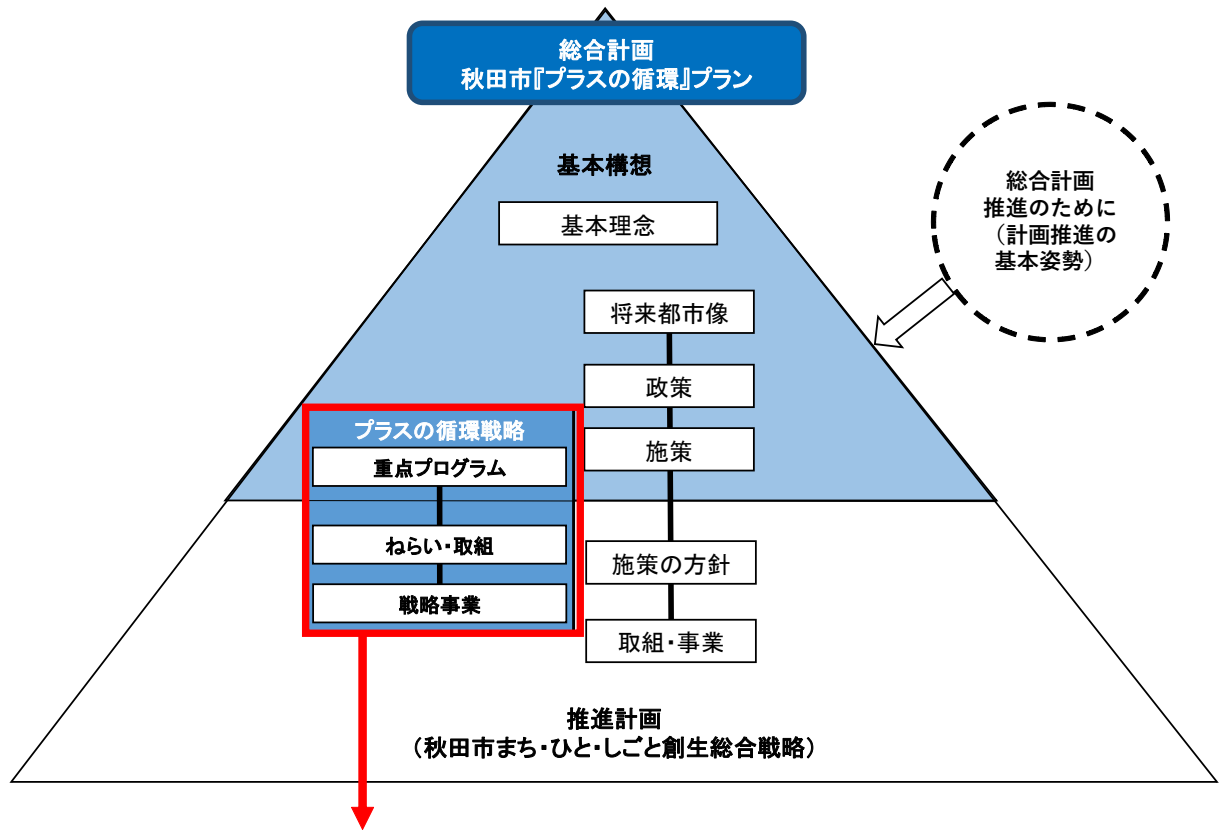 総合計画
秋田市『プラスの循環』プラン
基本構想
基本理念
総合計画
推進のために
（計画推進の
基本姿勢）
将来都市像
政策
施策
プラスの循環戦略
重点プログラム
ねらい・取組
戦略事業
施策の方針
取組・事業
推進計画
（秋田市まち・ひと・しごと創生総合戦略）